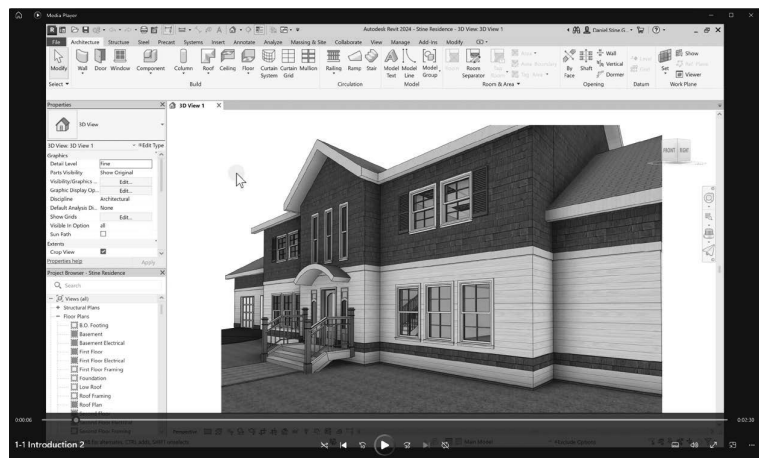 Media Player
Autodesk Revit 2024 - Stine Residence - 3D View: 3D View 1
Daniel Stine G...
File Architecture Structure Steel Precast Systems Insert Annotate Analyze Massing & Site Collaborate View Manage Add-Ins Modify
Modify Wall Door Window Component Column Roof Ceiling Floor Curtain System Curtain Grid Mullion Railing Ramp Stair Model Text Model Line Model Group Room Room Separator Area By Face Shaft Wall Vertical Dormer Set Show Viewer
Select Build Circulation Model Room & Area Opening Datum Work Plane
Properties
3D View 1
3D View
3D View: 3D View 1 Edit Type
Graphics
Detail Level Fine
Parts Visibility Show Original
Visibility/Graphics ... Edit...
Graphic Display Op... Edit...
Discipline Architectural
Default Analysis Di... None
Show Grids Edit...
Visible In Option all
Sun Path
Extents
Crop View
Properties help Apply
Project Browser - Stine Residence
Search
Views (all)
Structural Plans
Floor Plans
B.O. Footing
Basement
Basement Electrical
First Floor
First Floor Electrical
First Floor Framing
Foundation
Low Roof
Roof Framing
Roof Plan
FRONT RIGHT
0:00:06
0:02:30
1-1 Introduction 2